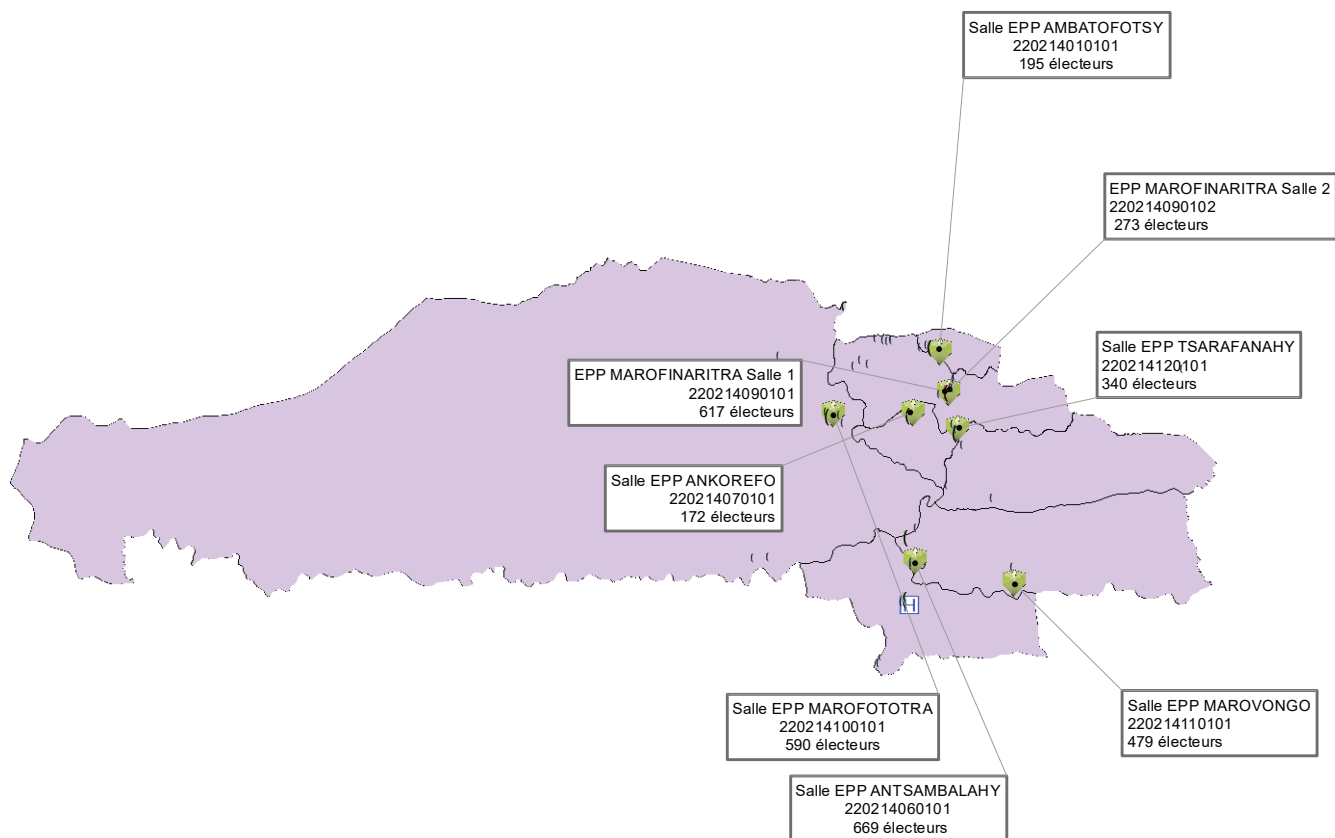 Salle EPP AMBATOFOTSY
220214010101
195 électeurs
EPP MAROFINARITRA Salle 2
220214090102
273 électeurs
Salle EPP TSARAFANAHY
220214120101
340 électeurs
EPP MAROFINARITRA Salle 1
220214090101
617 électeurs
Salle EPP ANKOREFO
220214070101
172 électeurs
H
Salle EPP MAROFOTOTRA
220214100101
590 électeurs
Salle EPP MAROVONGO
220214110101
479 électeurs
Salle EPP ANTSAMBALAHY
220214060101
669 électeurs